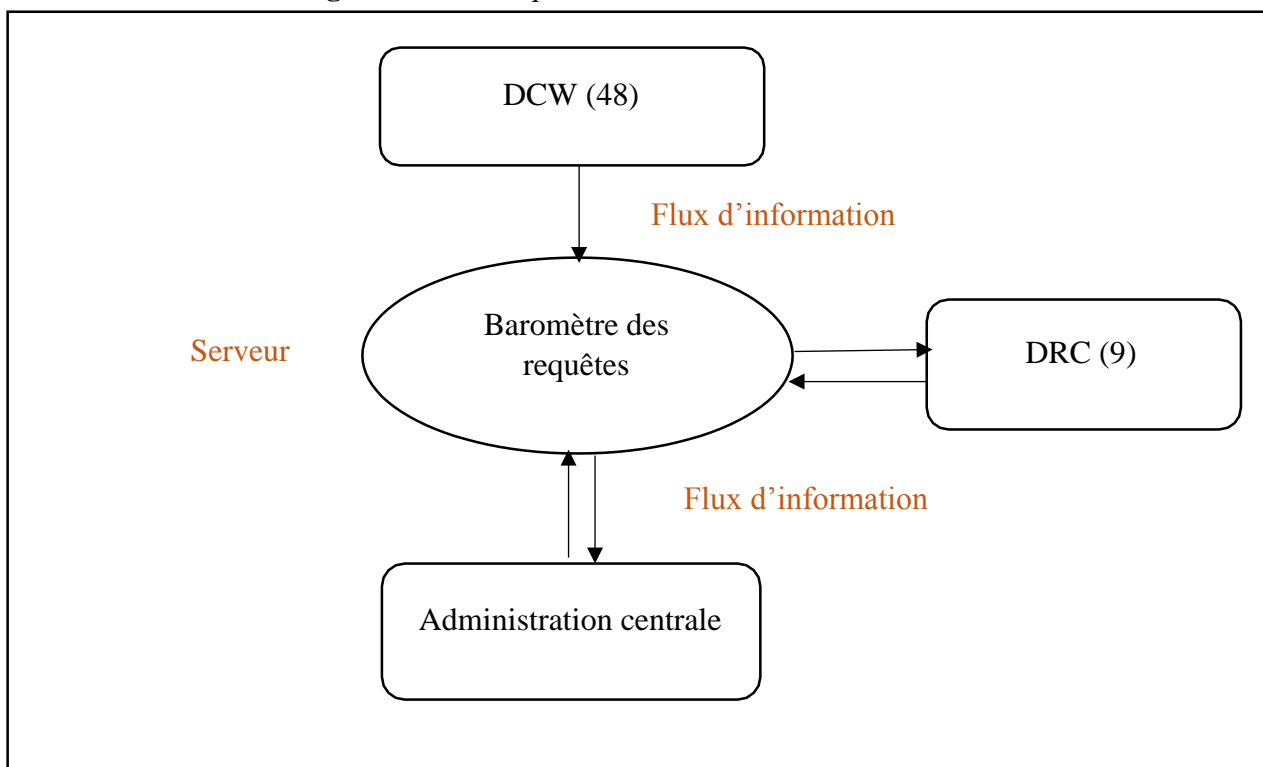 DCW (48)
Flux d’information
Baromètre des
requêtes
Serveur
DRC (9)
Flux d’information
Administration centrale